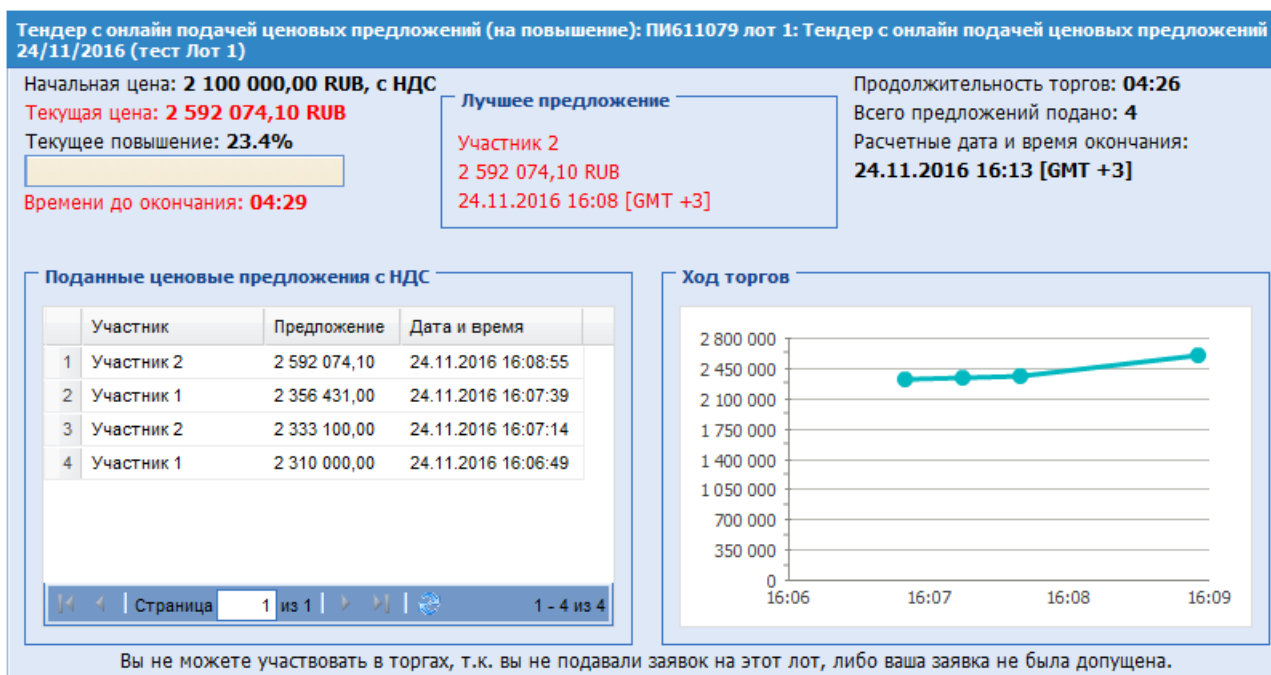 Тендер с онлайн подачей ценовых предложений (на повышение): ПИ611079 лот 1: Тендер с онлайн подачей ценовых предложений
24/11/2016 (тест Лот 1)
Начальная цена: 2 100 000,00 RUB, с НДС
Текущая цена: 2 592 074,10 RUB
Текущее повышение: 23.4%
Времени до окончания: 04:29
Лучшее предложение
Участник 2
2 592 074,10 RUB
24.11.2016 16:08 [GMT +3]
Продолжительность торгов: 04:26
Всего предложений подано: 4
Расчетные дата и время окончания:
24.11.2016 16:13 [GMT +3]
Поданные ценовые предложения с НДС
Участник Предложение Дата и время
1 Участник 2 2 592 074,10 24.11.2016 16:08:55
2 Участник 1 2 356 431,00 24.11.2016 16:07:39
3 Участник 2 2 333 100,00 24.11.2016 16:07:14
4 Участник 1 2 310 000,00 24.11.2016 16:06:49
Страница 1 из 1 1 - 4 из 4
Ход торгов
2 800 000
2 450 000
2 100 000
1 750 000
1 400 000
1 050 000
700 000
350 000
0
16:06 16:07 16:08 16:09
Вы не можете участвовать в торгах, т.к. вы не подавали заявок на этот лот, либо ваша заявка не была допущена.